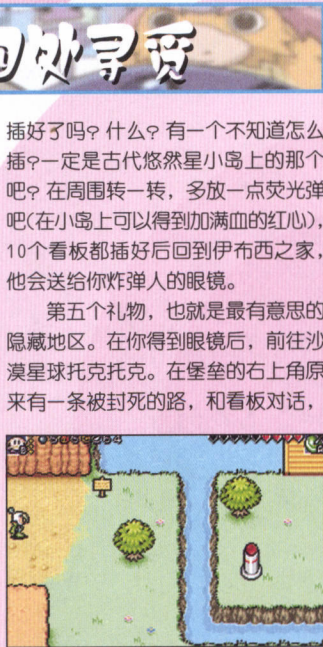 回处寻觅
插好了吗？什么？有一个不知道怎么
插？一定是古代悠然星小岛上的那个
吧？在周围转一转，多放一点荧光弹
吧(在小岛上可以得到加满血的红心)，
10个看板都插好后回到伊布西之家，
他会送给你炸弹人的眼镜。
第五个礼物，也就是最有意思的
隐藏地区。在你得到眼镜后，前往沙
漠星球托克托克。在堡垒的右上角原
来有一条被封死的路，和看板对话，